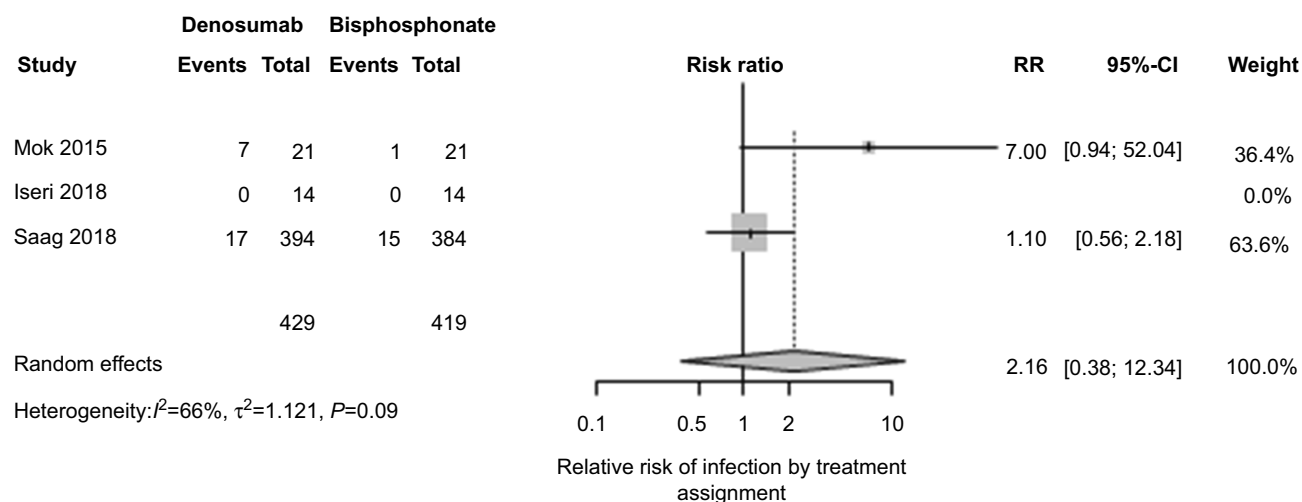 Denosumab Bisphosphonate
Study Events Total Events Total Risk ratio RR 95%-CI Weight
Mok 2015 7 21 1 21 7.00 [0.94; 52.04] 36.4%
Iseri 2018 0 14 0 14 0.0%
Saag 2018 17 394 15 384 1.10 [0.56; 2.18] 63.6%
429 419
Random effects 2.16 [0.38; 12.34] 100.0%
Heterogeneity:I²=66%, τ²=1.121, P=0.09
0.1 0.5 1 2 10
Relative risk of infection by treatment
assignment